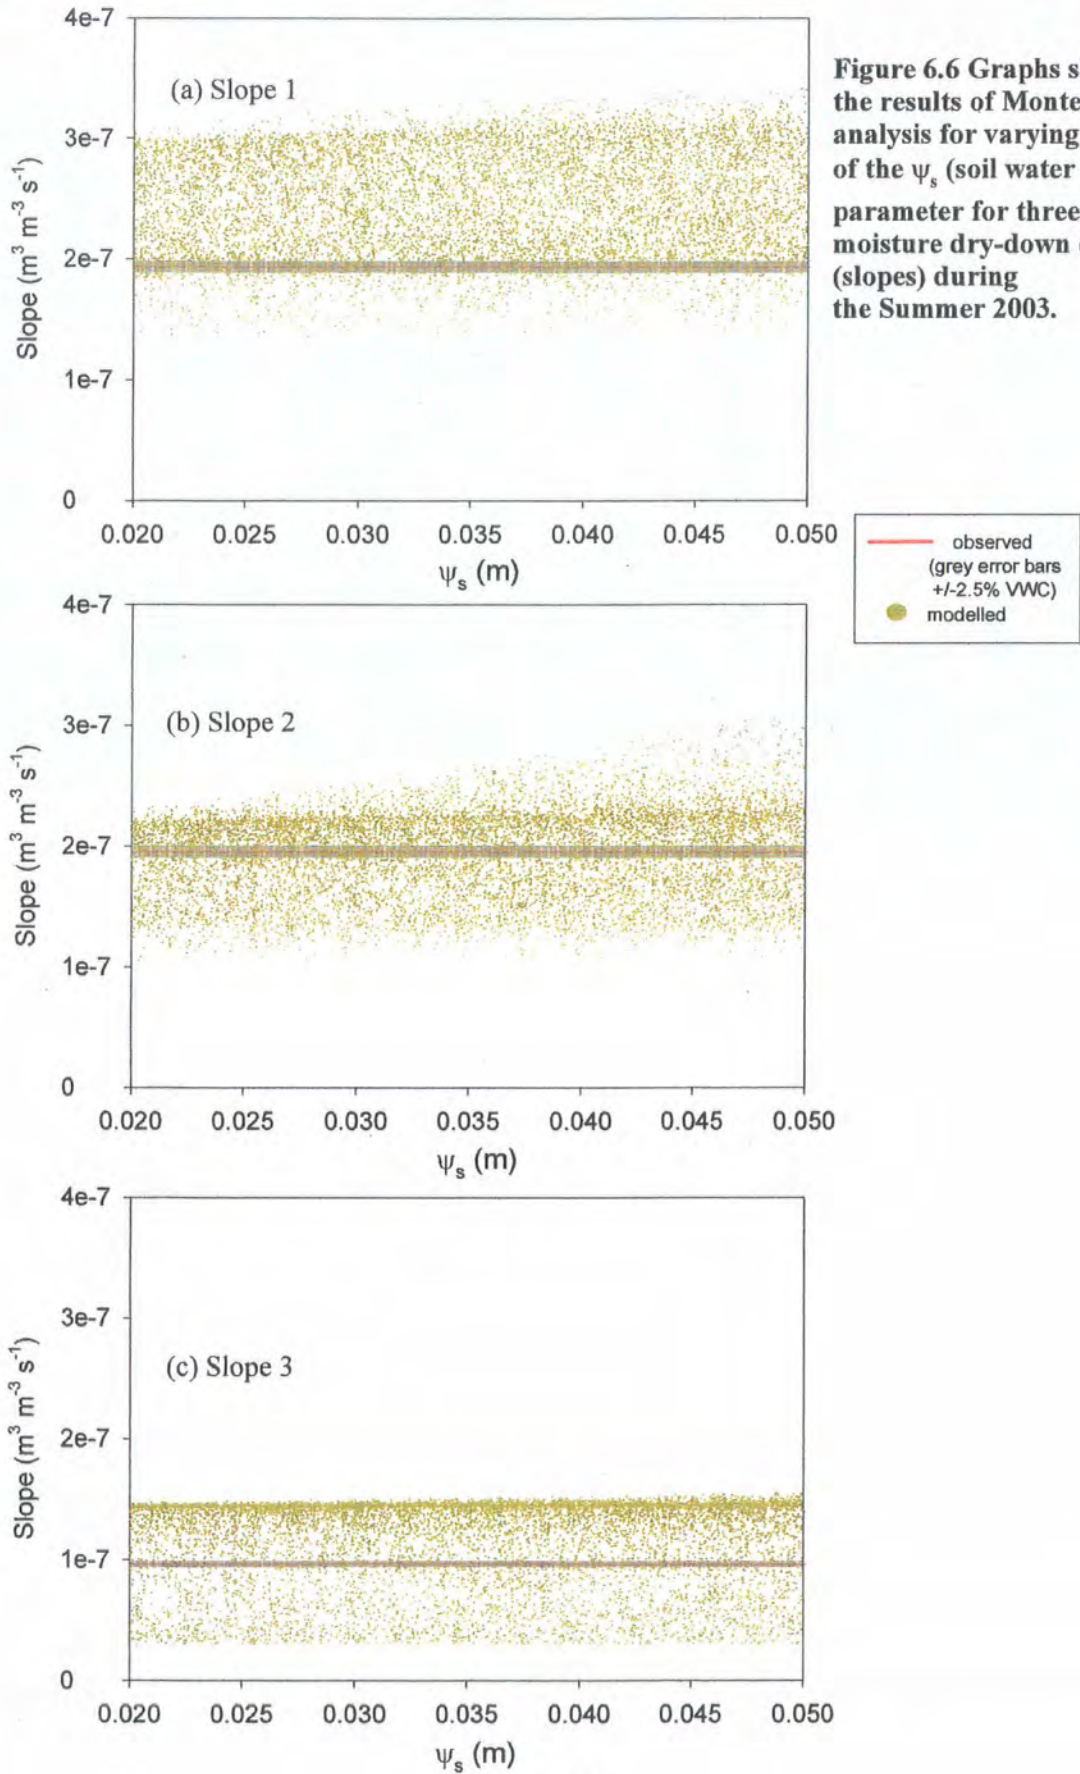 4e-7
(a) Slope 1
3e-7
2e-7
1e-7
0
Slope (m³ m⁻³ s⁻¹)
0.020 0.025 0.030 0.035 0.040 0.045 0.050
ψs (m)
Figure 6.6 Graphs s
the results of Monte
analysis for varying
of the ψs (soil water
parameter for three
moisture dry-down
(slopes) during
the Summer 2003.
observed
(grey error bars
+/-2.5% VWC)
modelled
4e-7
3e-7
(b) Slope 2
2e-7
1e-7
0
Slope (m³ m⁻³ s⁻¹)
0.020 0.025 0.030 0.035 0.040 0.045 0.050
ψs (m)
4e-7
3e-7
(c) Slope 3
2e-7
1e-7
0
Slope (m³ m⁻³ s⁻¹)
0.020 0.025 0.030 0.035 0.040 0.045 0.050
ψs (m)